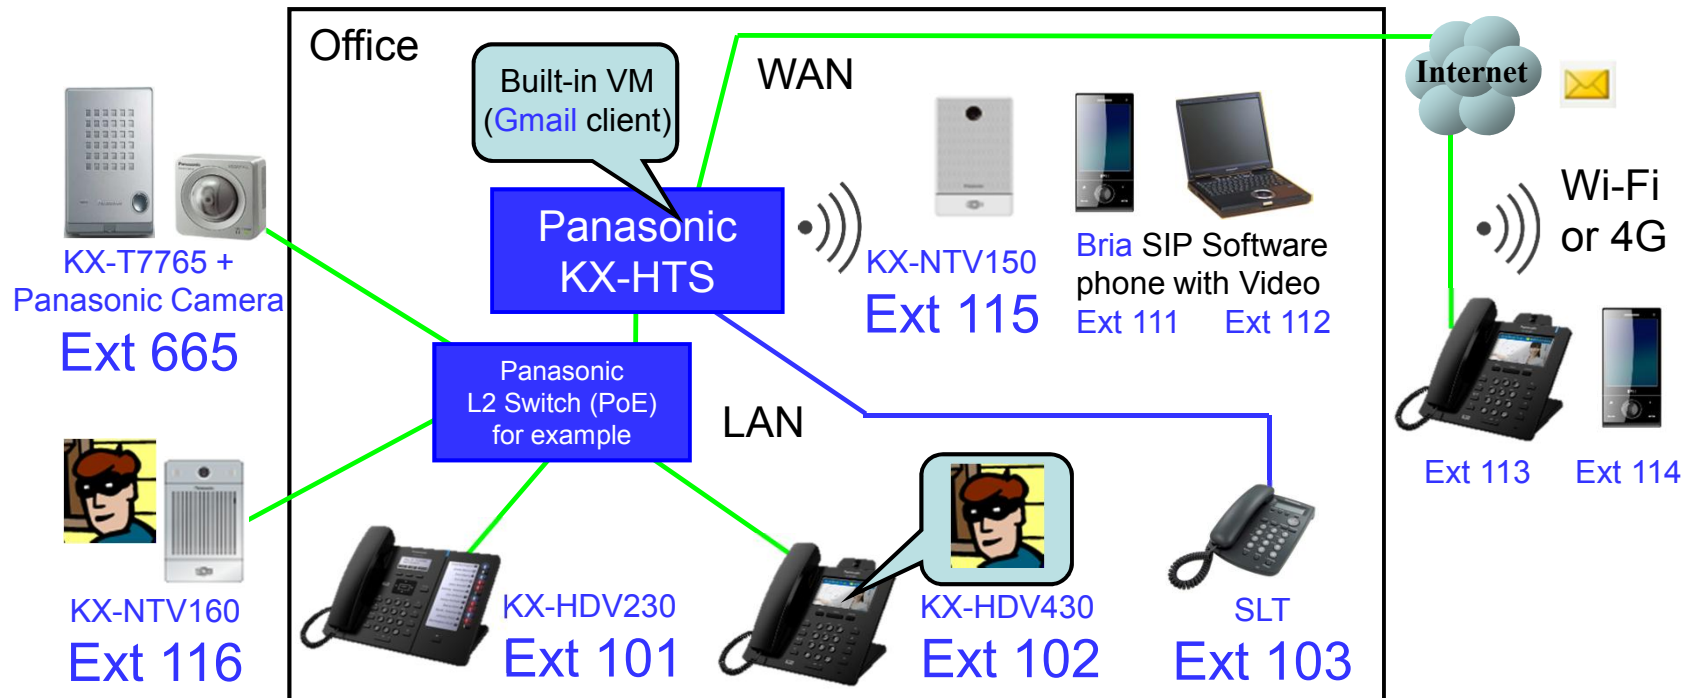 Office
Built-in VM
(Gmail client)
WAN
Internet
Wi-Fi
or 4G
Panasonic
KX-HTS
KX-T7765 +
Panasonic Camera
Ext 665
KX-NTV150
Ext 115
Bria SIP Software
phone with Video
Ext 111 Ext 112
Panasonic
L2 Switch (PoE)
for example
LAN
Ext 113 Ext 114
KX-NTV160
Ext 116
KX-HDV230
Ext 101
KX-HDV430
Ext 102
SLT
Ext 103